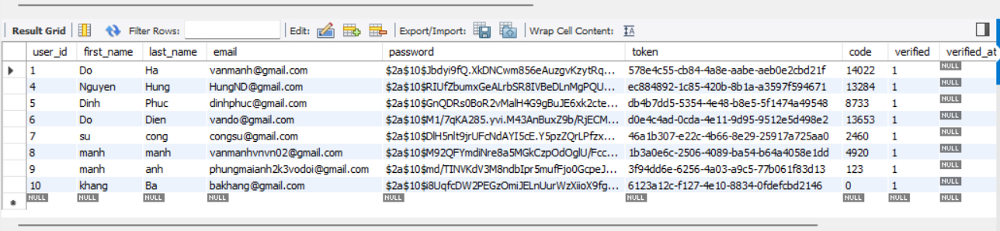 Result Grid Filter Rows: Edit: Export/Import: Wrap Cell Content:
user_id first_name last_name email password token code verified verified_at
1 Do Ha vanmanh@gmail.com $2a$10$Jbdyi9fQ.XkDNCwm856eAuzgvKzytRq... 578e4c55-cb84-4a8e-aabe-aeb0e2cbd21f 14022 1 NULL
4 Nguyen Hung HungND@gmail.com $2a$10$RIUfZbumxGeALrbSR8IVBeDLnMgPQU... ec884892-1c85-420b-8b1a-a3597f594671 13284 1 NULL
5 Dinh Phuc dinhphuc@gmail.com $2a$10$GnQDRs0BoR2vMalH4G9gBuJE6xk2cte... db4b7dd5-5354-4e48-b8e5-5f1474a49548 8733 1 NULL
6 Do Dien vando@gmail.com $2a$10$M1/7qKA285.yvi.M43AnBuxZ9b/RjECM... d0e4c4ad-0cda-4e11-9d95-9512e5d498e2 13653 1 NULL
7 su cong congsu@gmail.com $2a$10$DlH5nlt9jrUFcNdAYI5cE.Y5pzZQrLPfzx... 46a1b307-e22c-4b66-8e29-25917a725aa0 2460 1 NULL
8 manh manh vanmanhvnvn02@gmail.com $2a$10$M92QFYmdiNre8a5MGkCzpOdOglU/Fcc... 1b3a0e6c-2506-4089-ba54-b64a4058e1dd 4920 1 NULL
9 manh anh phungmaianh2k3vodoi@gmail.com $2a$10$md/TINVKdV3M8ndbIpr5mufFjo0GcpeJ... 3f94dd6e-6256-4a03-a9c5-77b061f83d13 123 1 NULL
10 khang Ba bakhang@gmail.com $2a$10$i8UqfcDW2PEGzOmiJELnUurWzXiioX9fg... 6123a12c-f127-4e10-8834-0fdefcbd2146 0 1 NULL
NULL NULL NULL NULL NULL NULL NULL NULL NULL